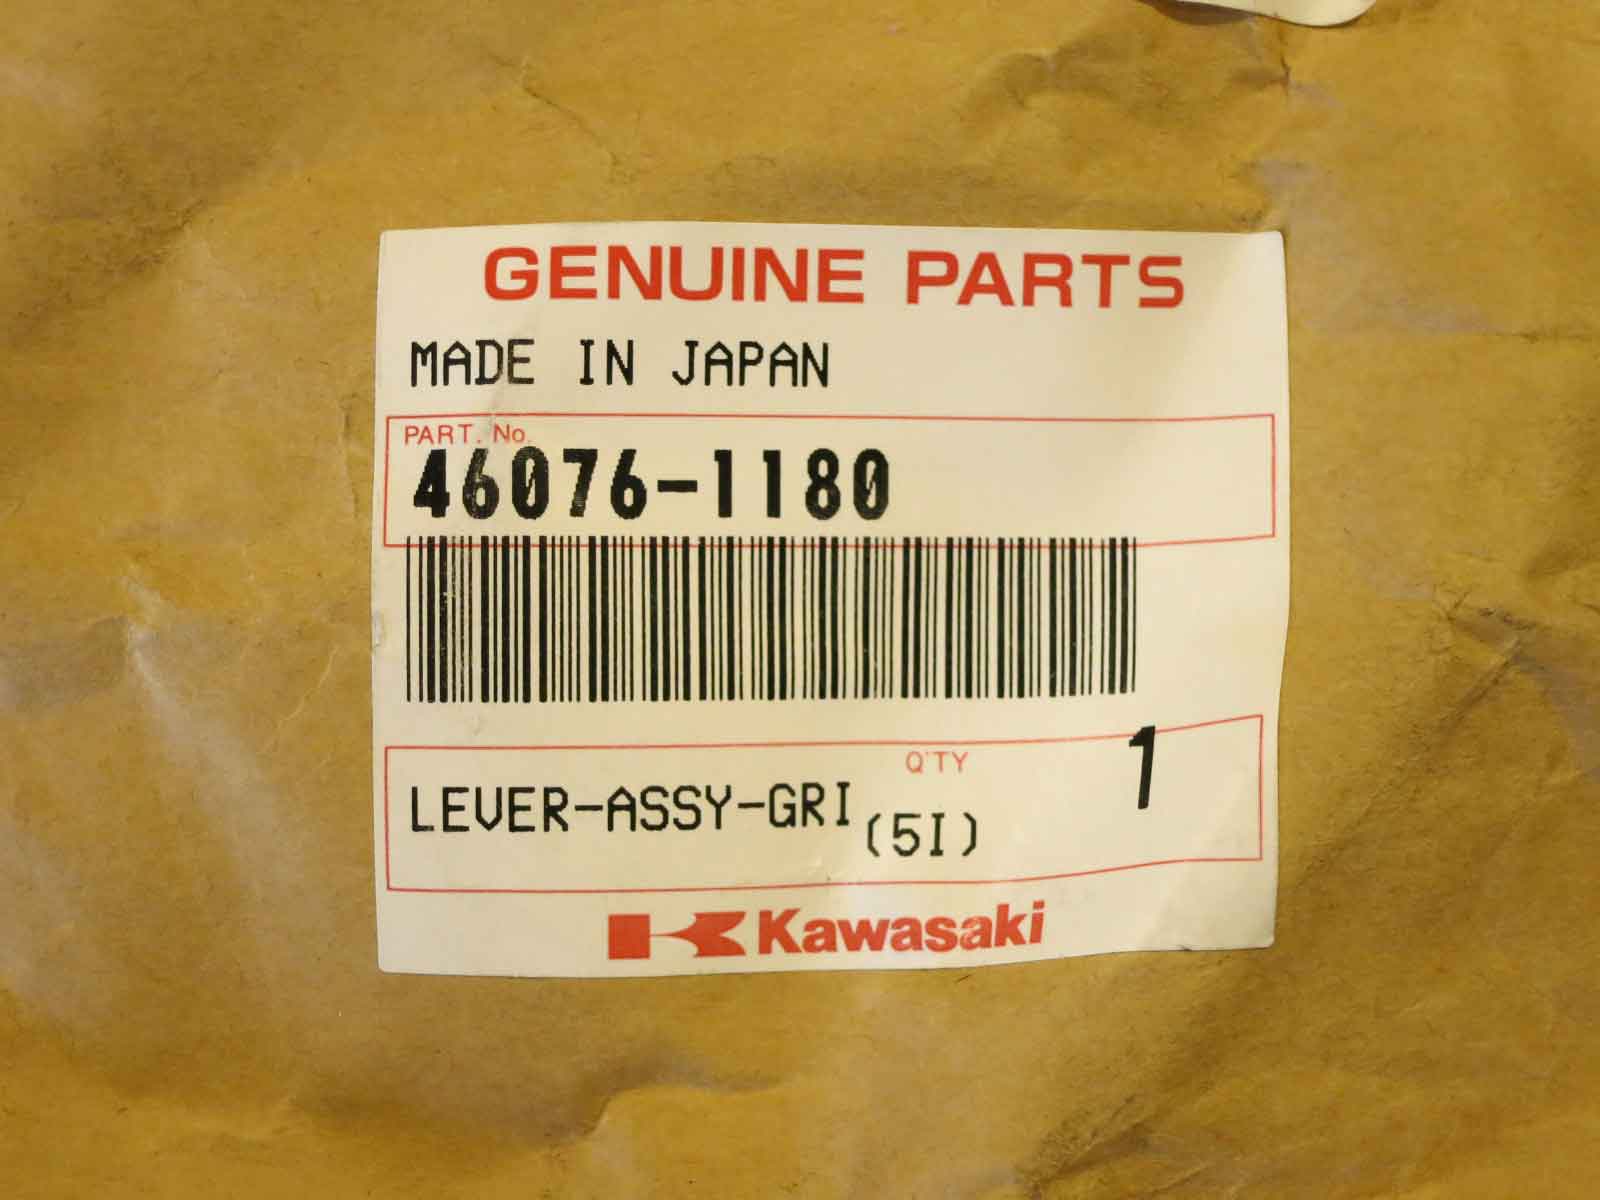 GENUINE PARTS
MADE IN JAPAN
PART. No.
46076-1180
Q'TY 1
LEVER-ASSY-GRI (5I)
Kawasaki